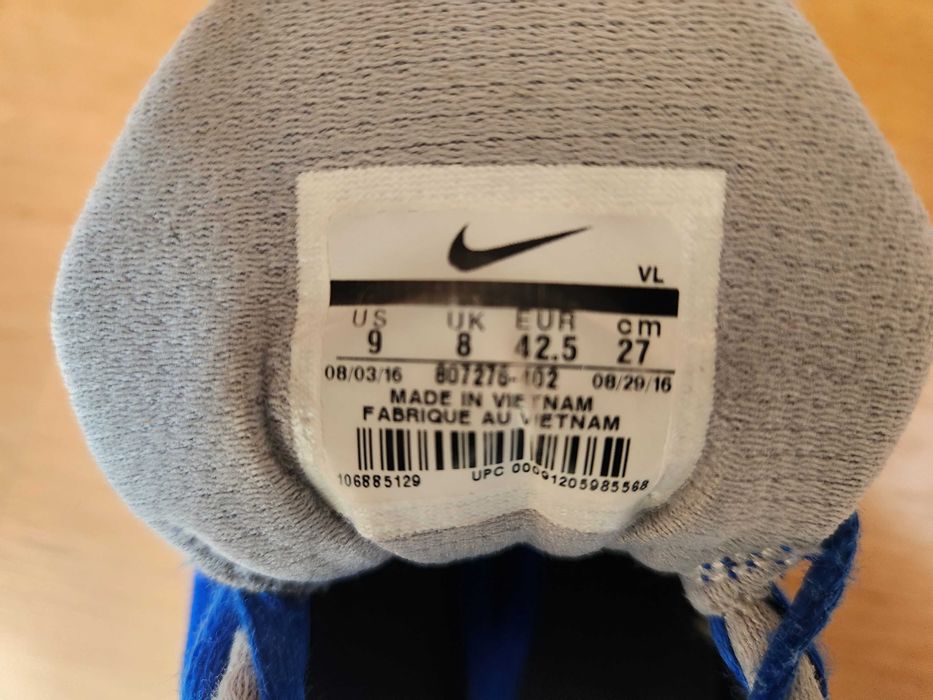 VL
US UK EUR cm
9 8 42.5 27
08/03/16 807276-102 08/29/16
MADE IN VIETNAM
FABRIQUE AU VIETNAM
106885129 UPC 00091205985568